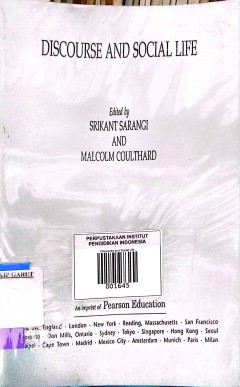 DISCOURSE AND SOCIAL LIFE
Edited by
SRIKANT SARANGI
AND
MALCOLM COULTHARD
PERPUSTAKAAN INSTITUT
PENDIDIKAN INDONESIA
001645
An imprint of Pearson Education
England · London · New York · Reading, Massachusetts · San Francisco
Don Mills, Ontario · Sydney · Tokyo · Singapore · Hong Kong · Seoul
Cape Town · Madrid · Mexico City · Amsterdam · Munich · Paris · Milan
GARUT